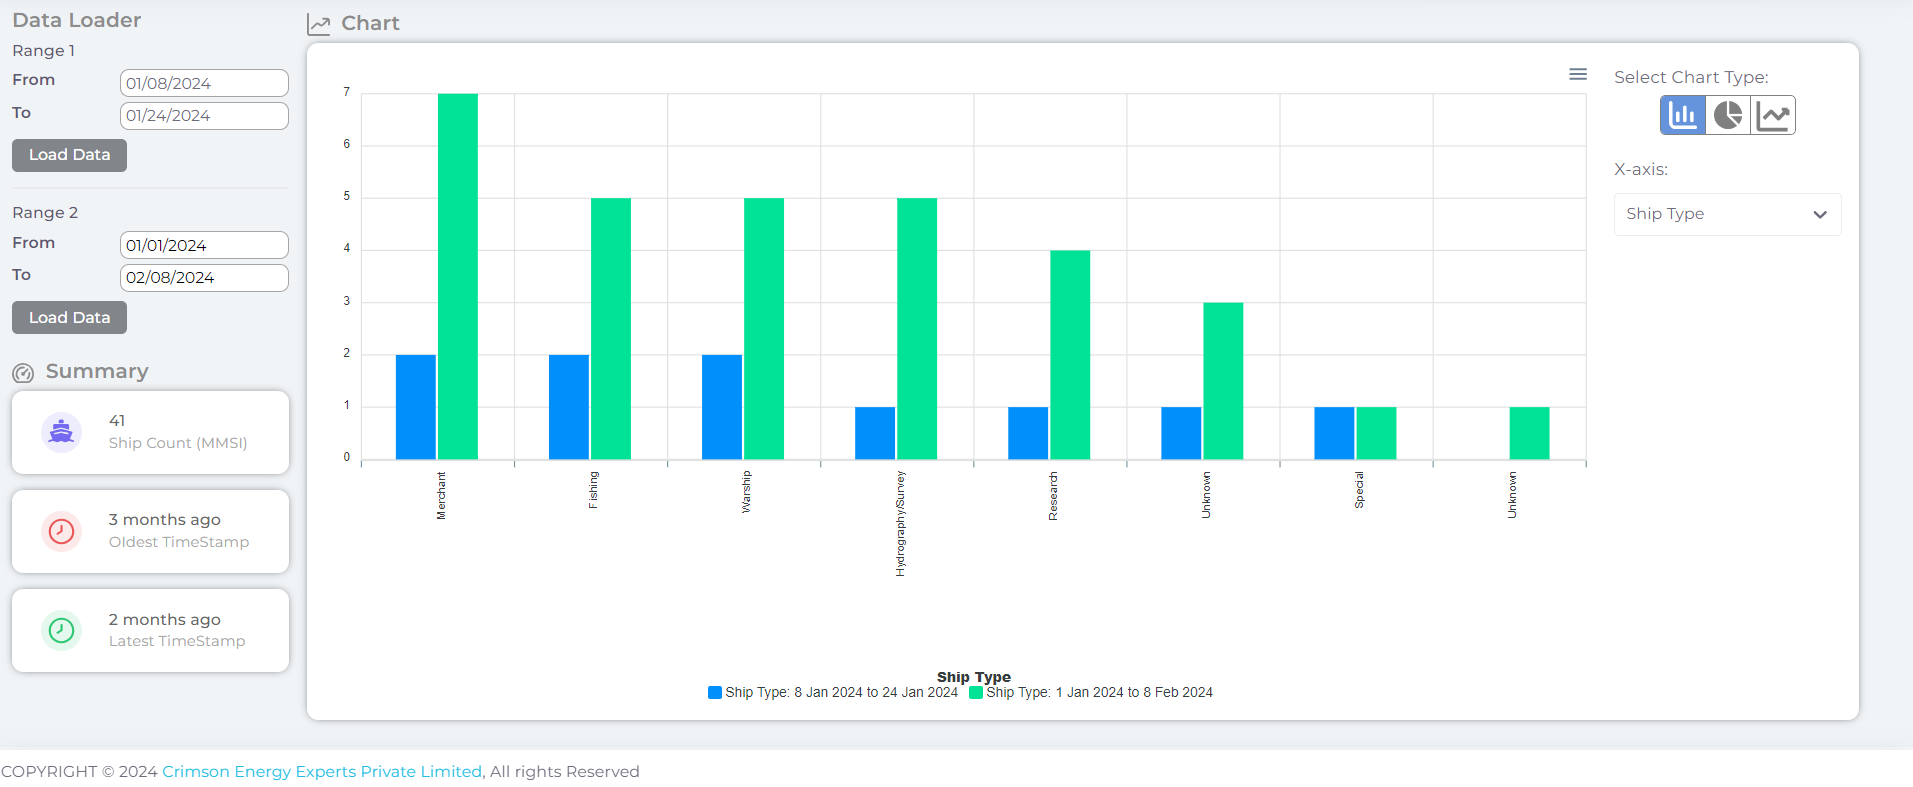 Data Loader
Range 1
From 01/08/2024
To 01/24/2024
Load Data
Range 2
From 01/01/2024
To 02/08/2024
Load Data
Summary
41
Ship Count (MMSI)
3 months ago
Oldest TimeStamp
2 months ago
Latest TimeStamp
Chart
7
6
5
4
3
2
1
0
Merchant
Fishing
Warship
Hydrography/Survey
Research
Unknown
Special
Unknown
Ship Type
Ship Type: 8 Jan 2024 to 24 Jan 2024 Ship Type: 1 Jan 2024 to 8 Feb 2024
Select Chart Type:
X-axis:
Ship Type
COPYRIGHT © 2024 Crimson Energy Experts Private Limited, All rights Reserved